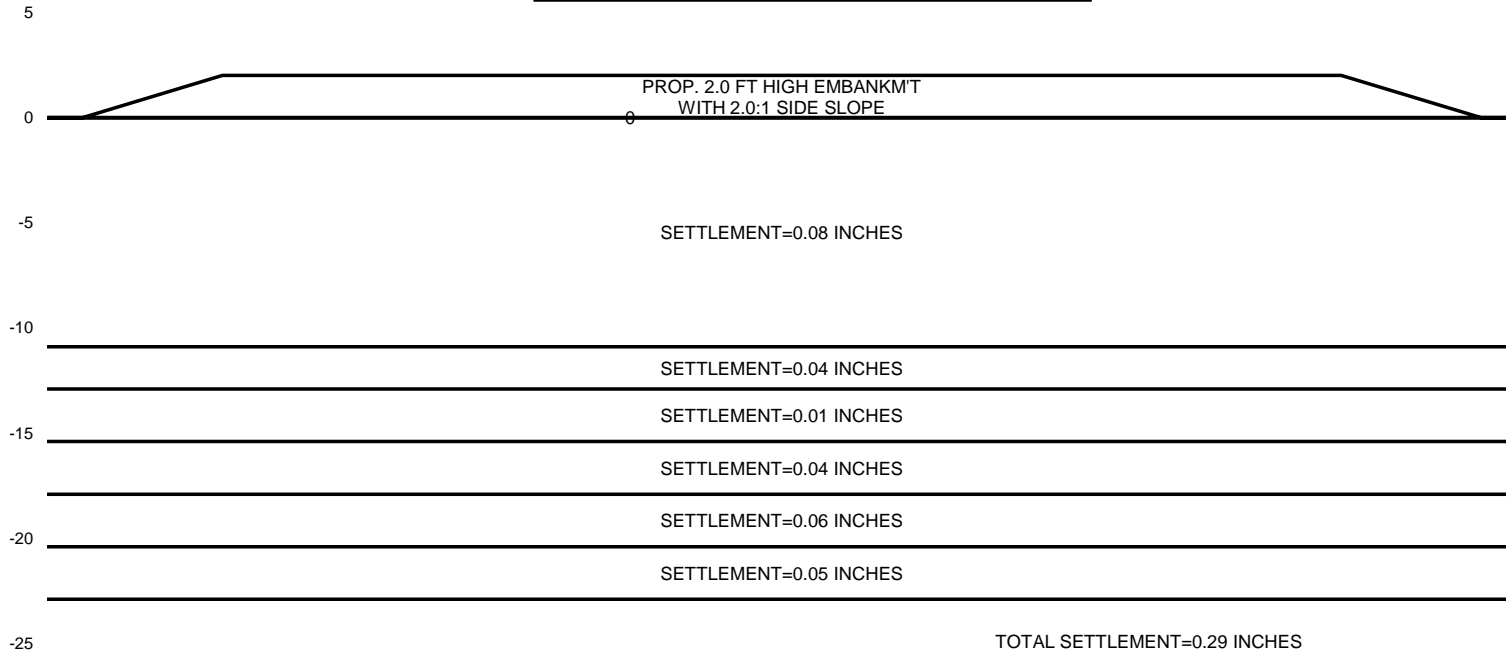 5
PROP. 2.0 FT HIGH EMBANKM'T
WITH 2.0:1 SIDE SLOPE
0
0
-5
SETTLEMENT=0.08 INCHES
-10
SETTLEMENT=0.04 INCHES
SETTLEMENT=0.01 INCHES
-15
SETTLEMENT=0.04 INCHES
SETTLEMENT=0.06 INCHES
-20
SETTLEMENT=0.05 INCHES
-25
TOTAL SETTLEMENT=0.29 INCHES